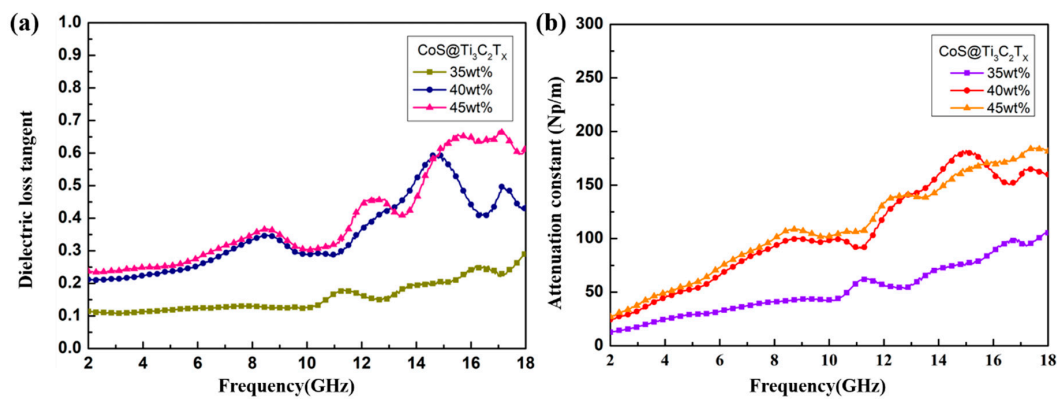 (a)
1.0
0.9
0.8
0.7
0.6
0.5
0.4
0.3
0.2
0.1
0.0
Dielectric loss tangent
CoS@Ti₃C₂Tₓ
35wt%
40wt%
45wt%
2 4 6 8 10 12 14 16 18
Frequency(GHz)
(b)
300
250
200
150
100
50
0
Attenuation constant (Np/m)
CoS@Ti₃C₂Tₓ
35wt%
40wt%
45wt%
2 4 6 8 10 12 14 16 18
Frequency(GHz)